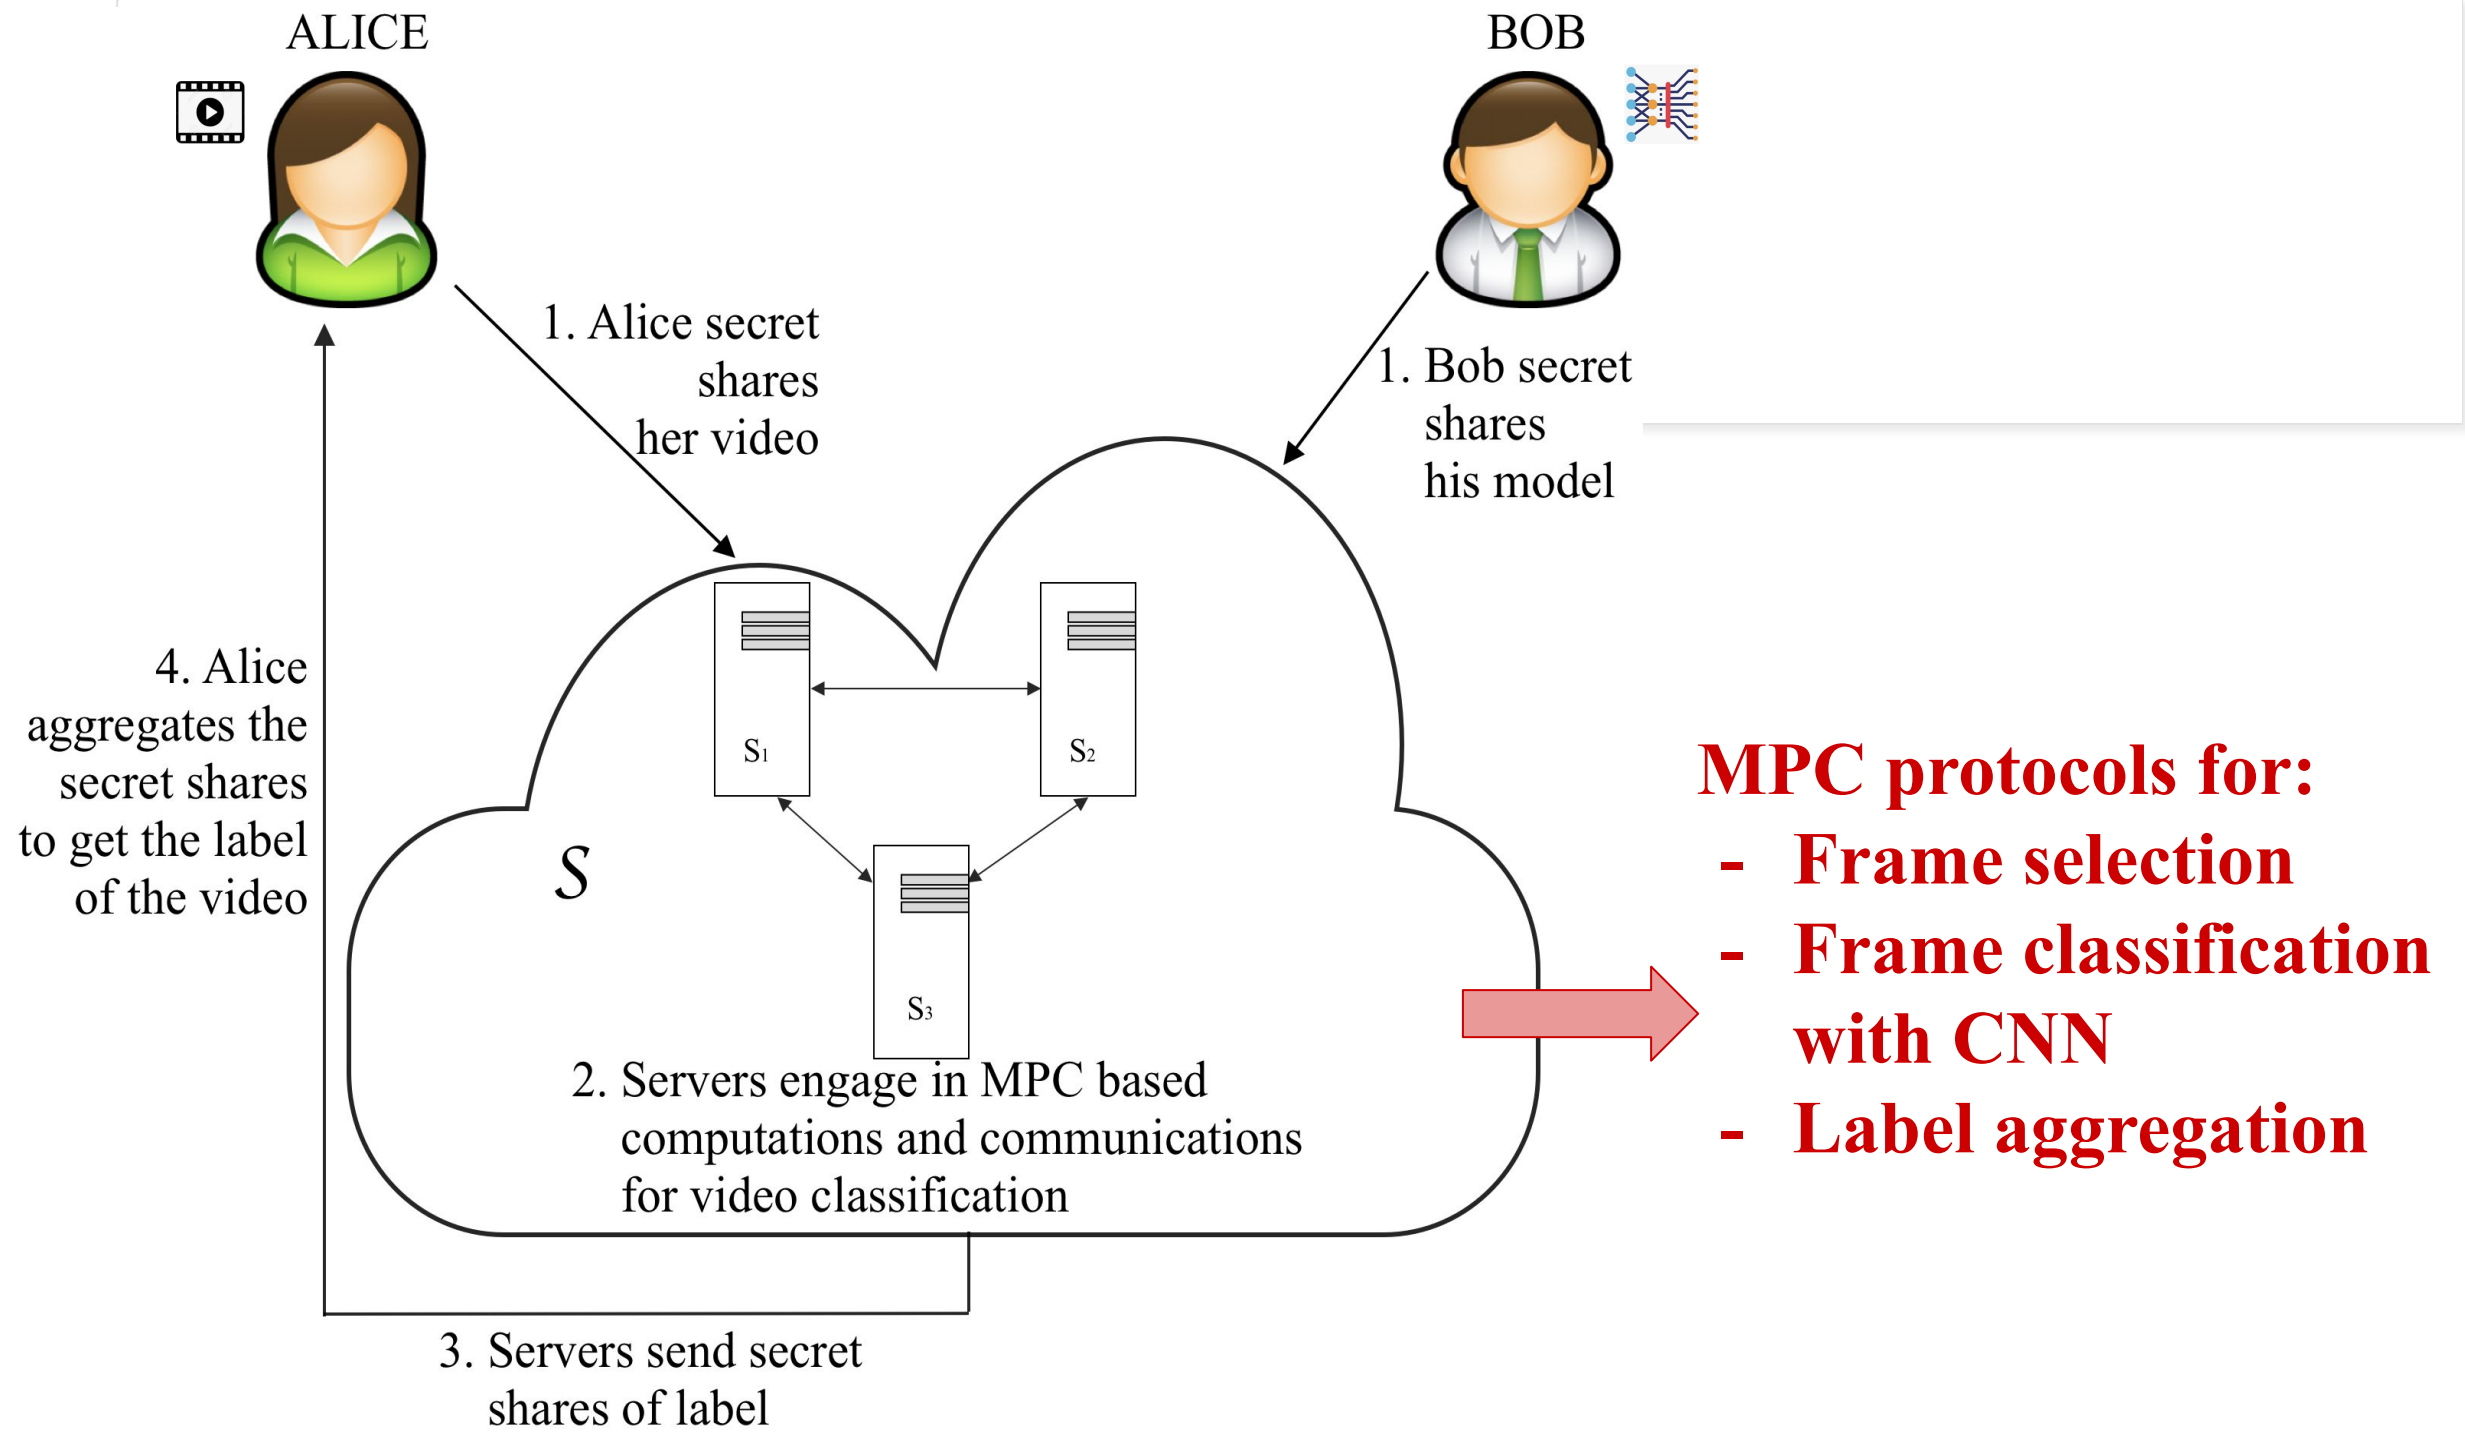 ALICE
BOB
1. Alice secret
shares
her video
1. Bob secret
shares
his model
S1
S2
S3
S
2. Servers engage in MPC based
computations and communications
for video classification
3. Servers send secret
shares of label
4. Alice
aggregates the
secret shares
to get the label
of the video
MPC protocols for:
- Frame selection
- Frame classification
with CNN
- Label aggregation